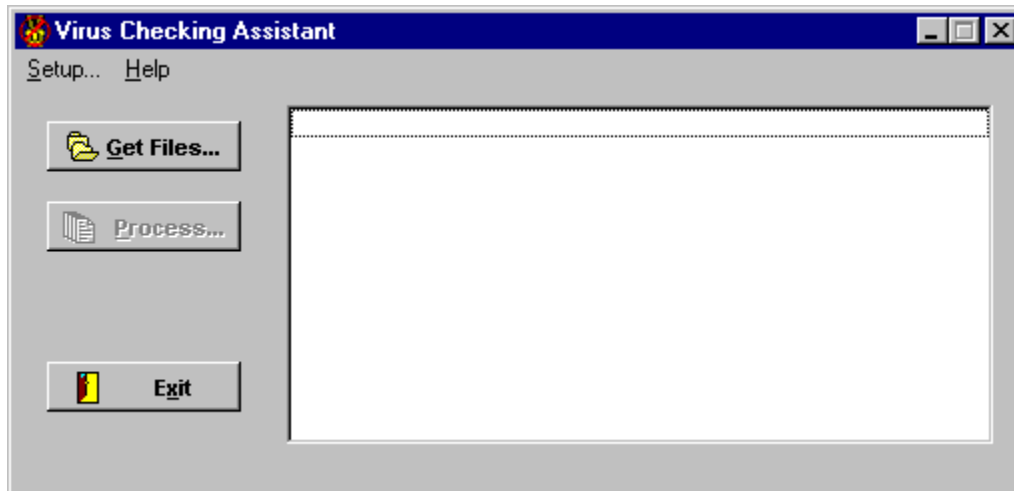 Virus Checking Assistant
Setup... Help
Get Files...
Process...
Exit